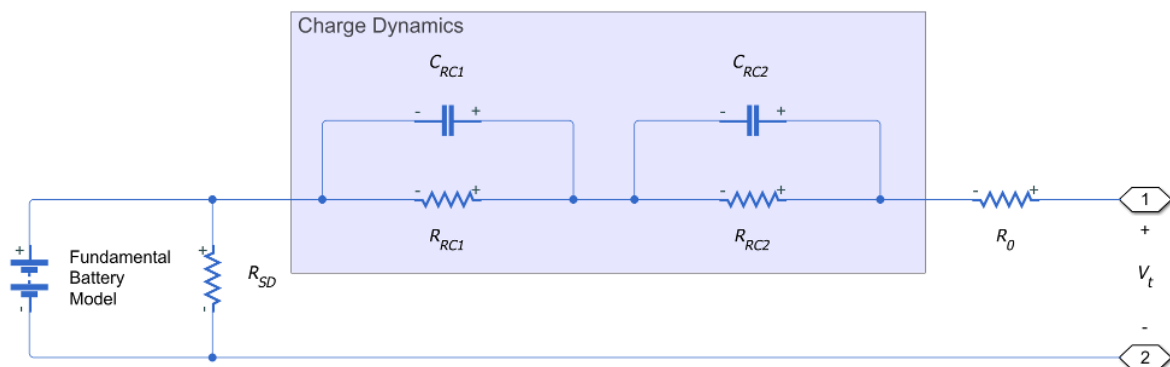 Charge Dynamics
C_RC1
C_RC2
- +
- +
- +
- +
- +
R_RC1
R_RC2
R_0
1
+
Fundamental
Battery
Model
+
-
R_SD
+
-
V_t
-
2